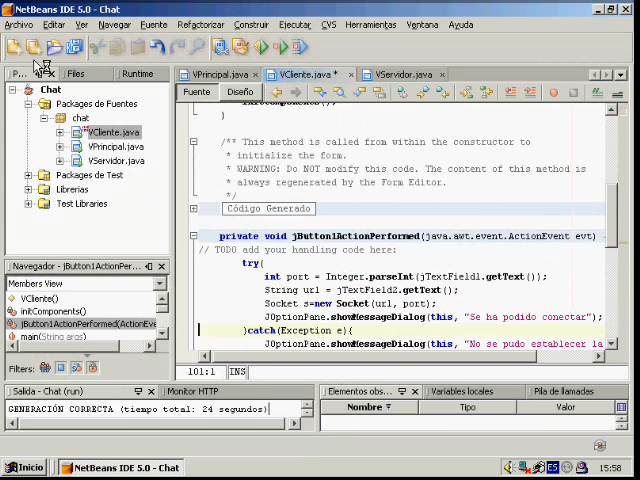 NetBeans IDE 5.0 - Chat
Archivo Editar Ver Navegar Fuente Refactorizar Construir Ejecutar CVS Herramientas Ventana Ayuda
P... Files Runtime
VPrincipal.java VCliente.java * VServidor.java
Fuente Diseño
Chat
Packages de Fuentes
chat
VCliente.java
VPrincipal.java
VServidor.java
Packages de Test
Librerias
Test Libraries
}
/** This method is called from within the constructor to
* initialize the form.
* WARNING: Do NOT modify this code. The content of this method is
* always regenerated by the Form Editor.
*/
Código Generado
private void jButton1ActionPerformed(java.awt.event.ActionEvent evt)
// TODO add your handling code here:
try{
int port = Integer.parseInt(jTextField1.getText());
String url = jTextField2.getText();
Socket s=new Socket(url, port);
JOptionPane.showMessageDialog(this, "Se ha podido conectar");
}catch(Exception e){
JOptionPane.showMessageDialog(this, "No se pudo establecer la
Navegador - jButton1ActionPer...
Members View
VCliente()
initComponents()
jButton1ActionPerformed(ActionEve
main(String args)
Filters:
101:1 INS
Salida - Chat (run) Monitor HTTP
GENERACIÓN CORRECTA (tiempo total: 24 segundos)
Elementos obs... Variables locales Pila de llamadas
Nombre Tipo Valor
Inicio NetBeans IDE 5.0 - Chat ES 15:58